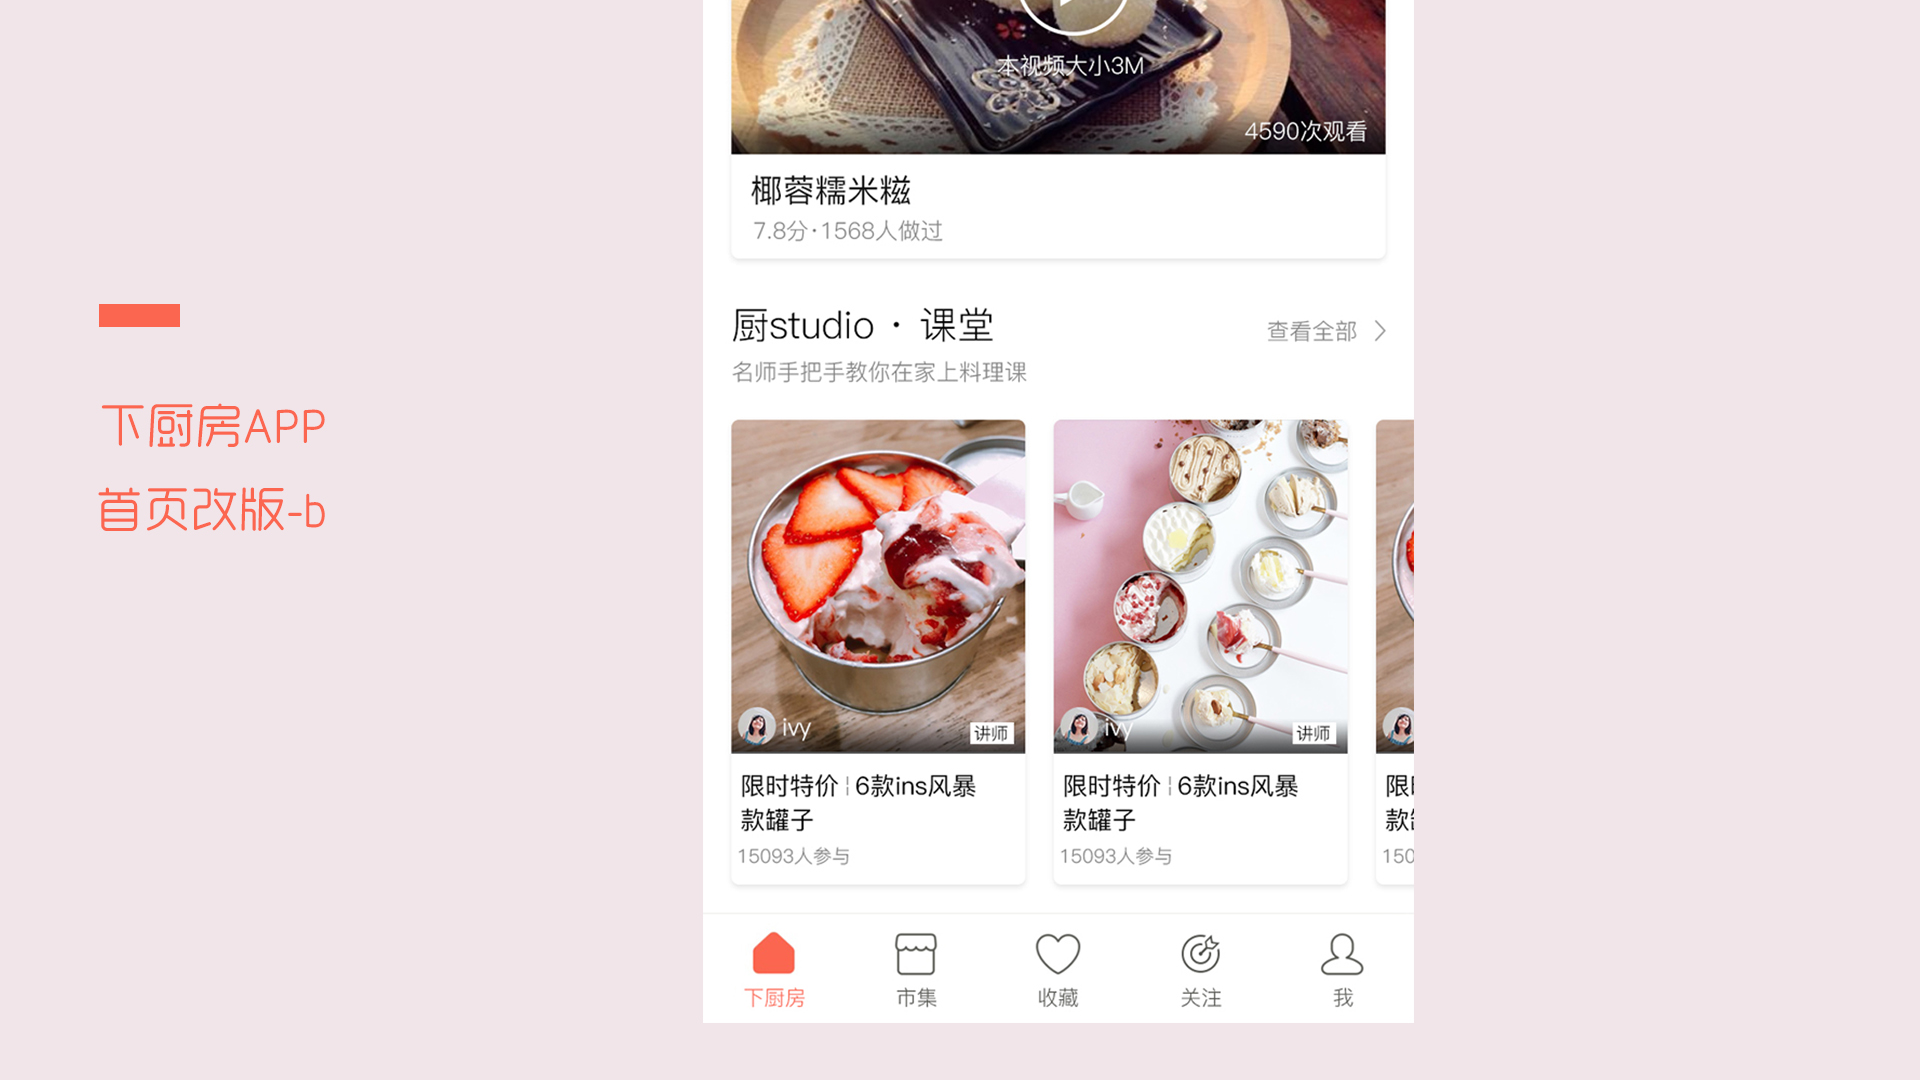 下厨房APP
首页改版-b
本视频大小3M
4590次观看
椰蓉糯米糍
7.8分·1568人做过
厨studio · 课堂
查看全部
名师手把手教你在家上料理课
ivy
讲师
ivy
讲师
限时特价¦6款ins风暴
款罐子
15093人参与
限时特价¦6款ins风暴
款罐子
15093人参与
限
款
150
下厨房
市集
收藏
关注
我